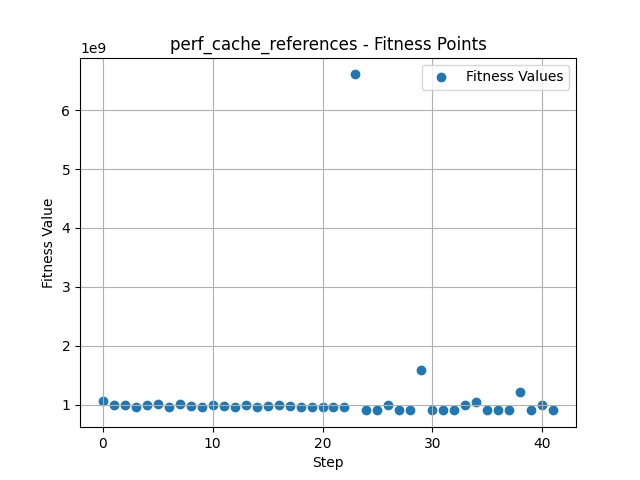 perf_cache_references - Fitness Points
1e9
Fitness Values
6
5
4
3
2
1
Fitness Value
0 10 20 30 40
Step